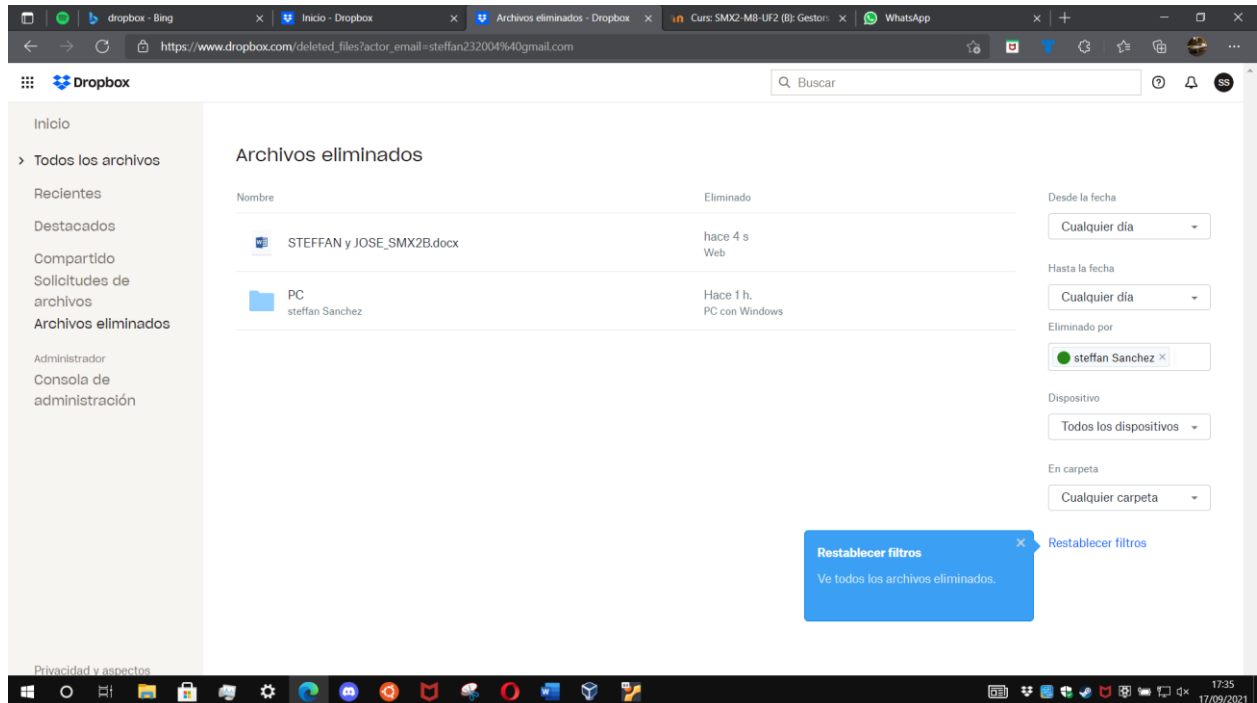 dropbox - Bing
Inicio - Dropbox
Archivos eliminados - Dropbox
Curs: SMX2-M8-UF2 (B): Gestors
WhatsApp
https://www.dropbox.com/deleted_files?actor_email=steffan232004%40gmail.com
Dropbox
Buscar
SS
Inicio
Todos los archivos
Recientes
Destacados
Compartido
Solicitudes de
archivos
Archivos eliminados
Administrador
Consola de
administración
Privacidad y aspectos
Archivos eliminados
Nombre
Eliminado
STEFFAN y JOSE_SMX2B.docx
hace 4 s
Web
PC
steffan Sanchez
Hace 1 h.
PC con Windows
Desde la fecha
Cualquier día
Hasta la fecha
Cualquier día
Eliminado por
steffan Sanchez
Dispositivo
Todos los dispositivos
En carpeta
Cualquier carpeta
Restablecer filtros
Restablecer filtros
Ve todos los archivos eliminados.
17:35
17/09/2021